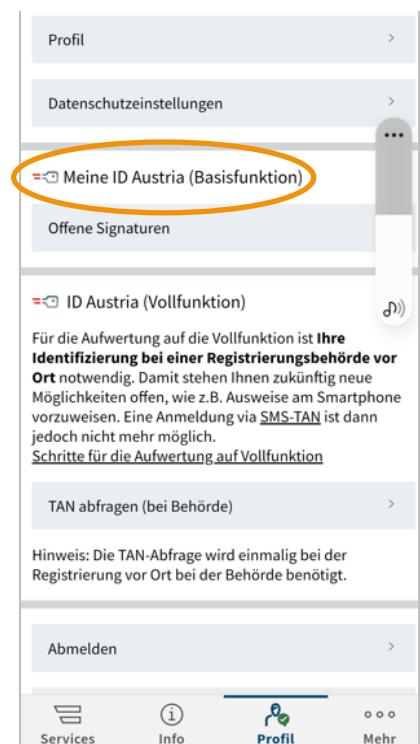 Profil
Datenschutzeinstellungen
Meine ID Austria (Basisfunktion)
Offene Signaturen
ID Austria (Vollfunktion)
Für die Aufwertung auf die Vollfunktion ist Ihre
Identifizierung bei einer Registrierungsbehörde vor
Ort notwendig. Damit stehen Ihnen zukünftig neue
Möglichkeiten offen, wie z.B. Ausweise am Smartphone
vorzuweisen. Eine Anmeldung via SMS-TAN ist dann
jedoch nicht mehr möglich.
Schritte für die Aufwertung auf Vollfunktion
TAN abfragen (bei Behörde)
Hinweis: Die TAN-Abfrage wird einmalig bei der
Registrierung vor Ort bei der Behörde benötigt.
Abmelden
Services Info Profil Mehr